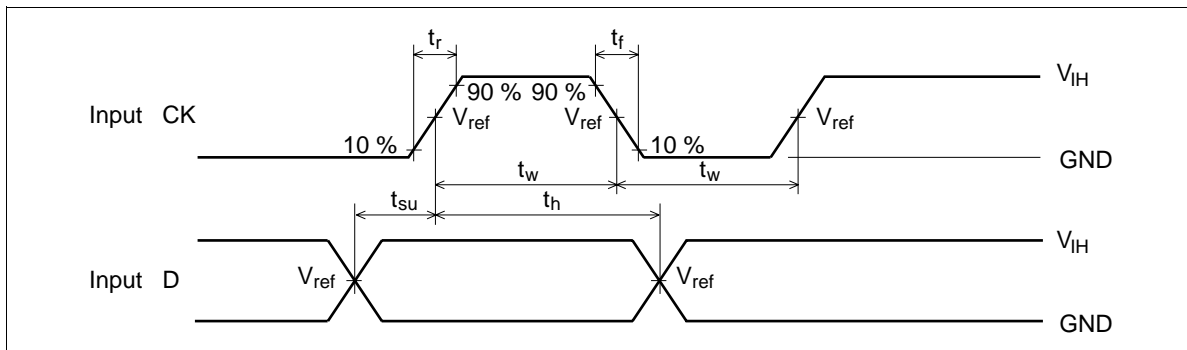 tr tf
VIH
90 % 90 %
Input CK Vref Vref Vref
10 % 10 %
GND
tw tw
tsu th
VIH
Input D Vref Vref
GND